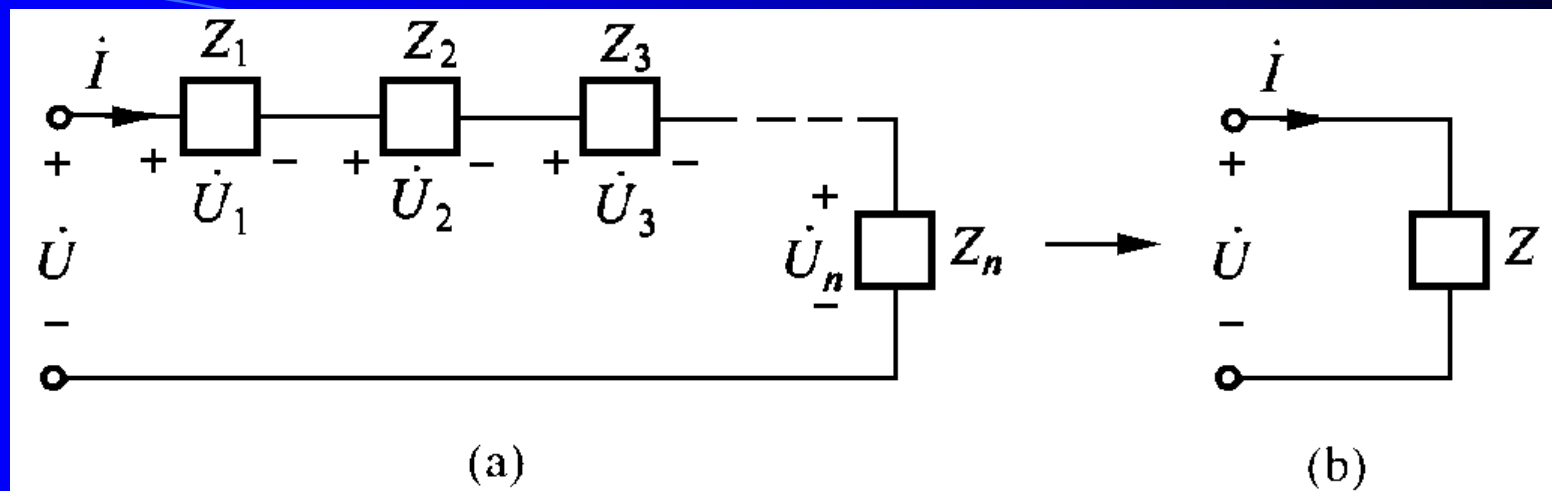 İ Z₁ Z₂ Z₃ İ
+ + - + - + - +
U̇₁ U̇₂ U̇₃ +
U̇ U̇ₙ Zₙ U̇ Z
- - -
(a) (b)